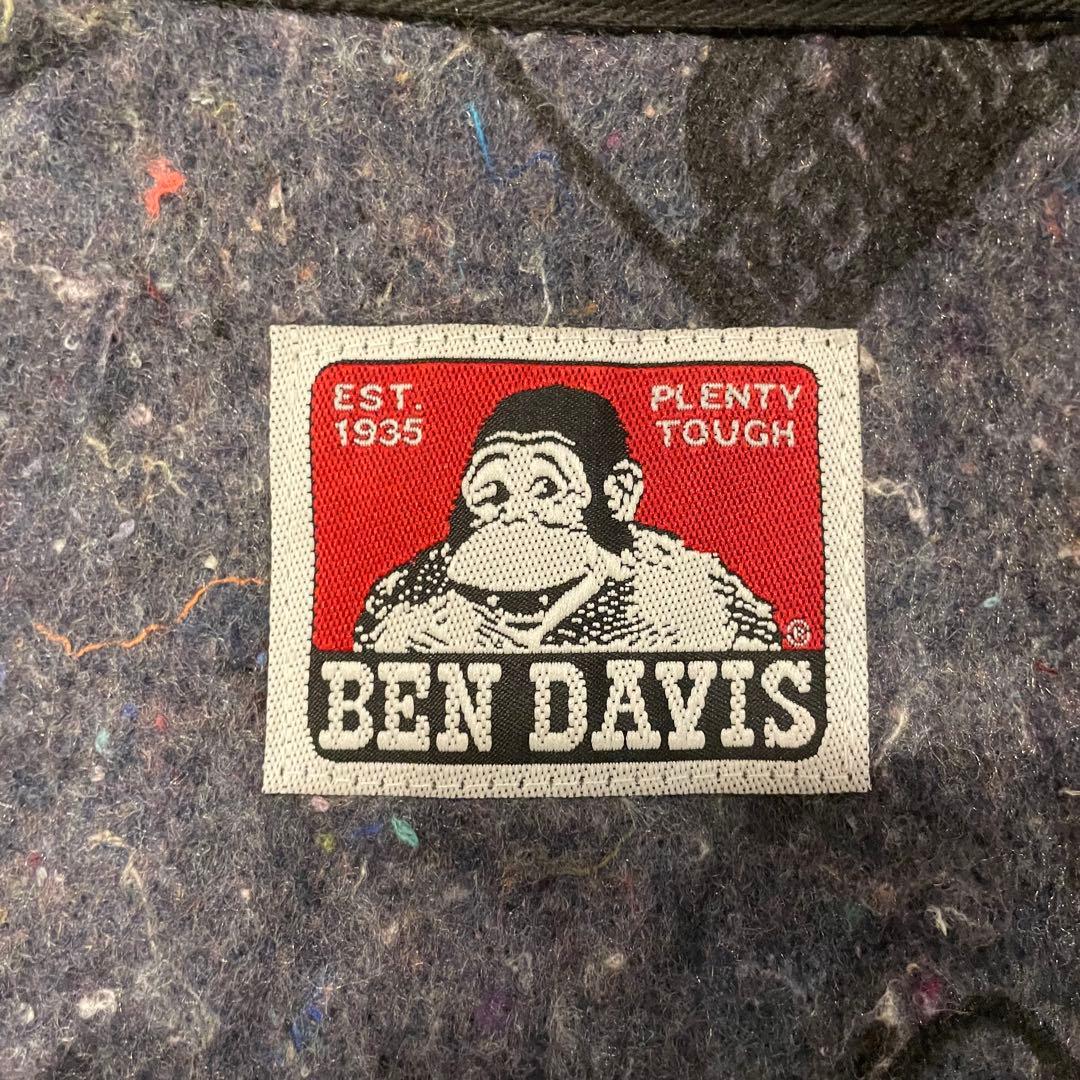 EST.
1935
PLENTY
TOUGH
®
BEN DAVIS